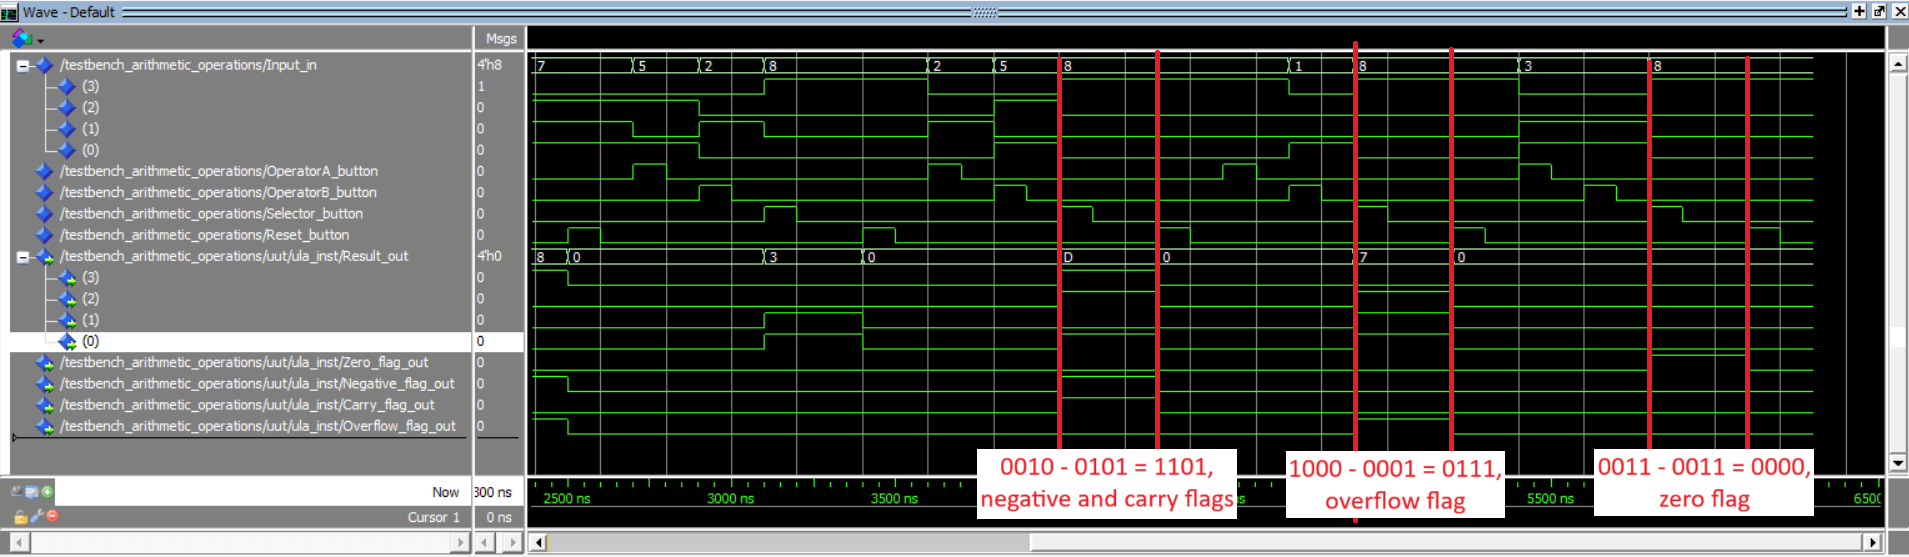 Wave - Default
Msgs
/testbench_arithmetic_operations/Input_in 4'h8 7 5 2 8 2 5 8 1 8 3 8
(3) 1
(2) 0
(1) 0
(0) 0
/testbench_arithmetic_operations/OperatorA_button 0
/testbench_arithmetic_operations/OperatorB_button 0
/testbench_arithmetic_operations/Selector_button 0
/testbench_arithmetic_operations/Reset_button 0
/testbench_arithmetic_operations/uut/ula_inst/Result_out 4'h0 8 0 3 0 D 0 7 0
(3) 0
(2) 0
(1) 0
(0) 0
/testbench_arithmetic_operations/uut/ula_inst/Zero_flag_out 0
/testbench_arithmetic_operations/uut/ula_inst/Negative_flag_out 0
/testbench_arithmetic_operations/uut/ula_inst/Carry_flag_out 0
/testbench_arithmetic_operations/uut/ula_inst/Overflow_flag_out 0
0010 - 0101 = 1101,
negative and carry flags
1000 - 0001 = 0111,
overflow flag
0011 - 0011 = 0000,
zero flag
Now 300 ns
2500 ns 3000 ns 3500 ns 5500 ns 6500
Cursor 1 0 ns